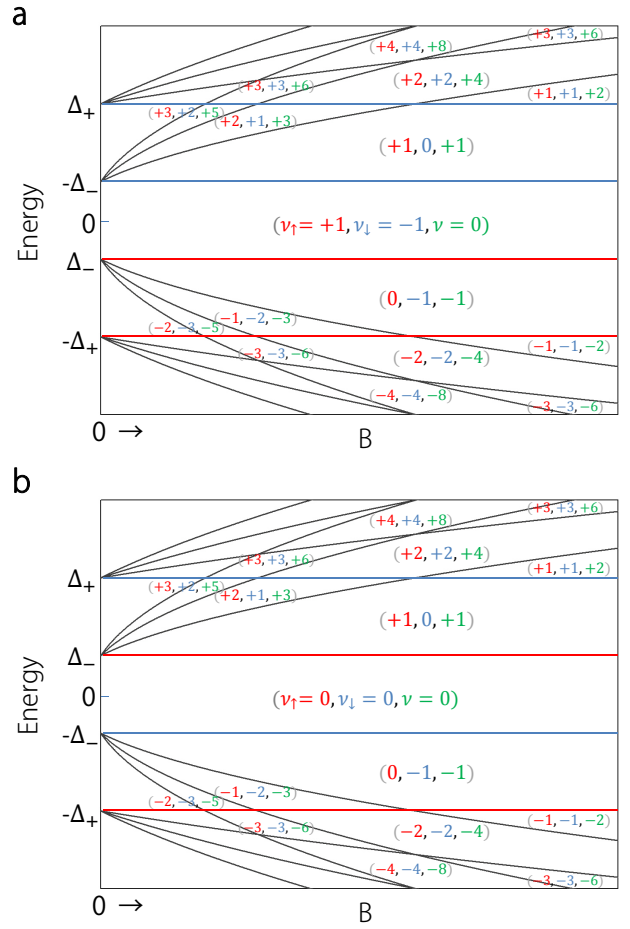 a
(+3, +3, +6)
(+4, +4, +8)
(+3, +3, +6)
(+2, +2, +4)
(+1, +1, +2)
Δ₊
(+3, +2, +5)
(+2, +1, +3)
(+1, 0, +1)
-Δ₋
0
(ν↑= +1, ν↓ = −1, ν = 0)
Energy
Δ₋
(0, −1, −1)
(−1, −2, −3)
(−2, −3, −5)
-Δ₊
(−1, −1, −2)
(−3, −3, −6)
(−2, −2, −4)
(−4, −4, −8)
(−3, −3, −6)
0 →
B
b
(+3, +3, +6)
(+4, +4, +8)
(+3, +3, +6)
(+2, +2, +4)
(+1, +1, +2)
Δ₊
(+3, +2, +5)
(+2, +1, +3)
(+1, 0, +1)
Δ₋
0
(ν↑= 0, ν↓ = 0, ν = 0)
Energy
-Δ₋
(0, −1, −1)
(−1, −2, −3)
(−2, −3, −5)
-Δ₊
(−1, −1, −2)
(−3, −3, −6)
(−2, −2, −4)
(−4, −4, −8)
(−3, −3, −6)
0 →
B